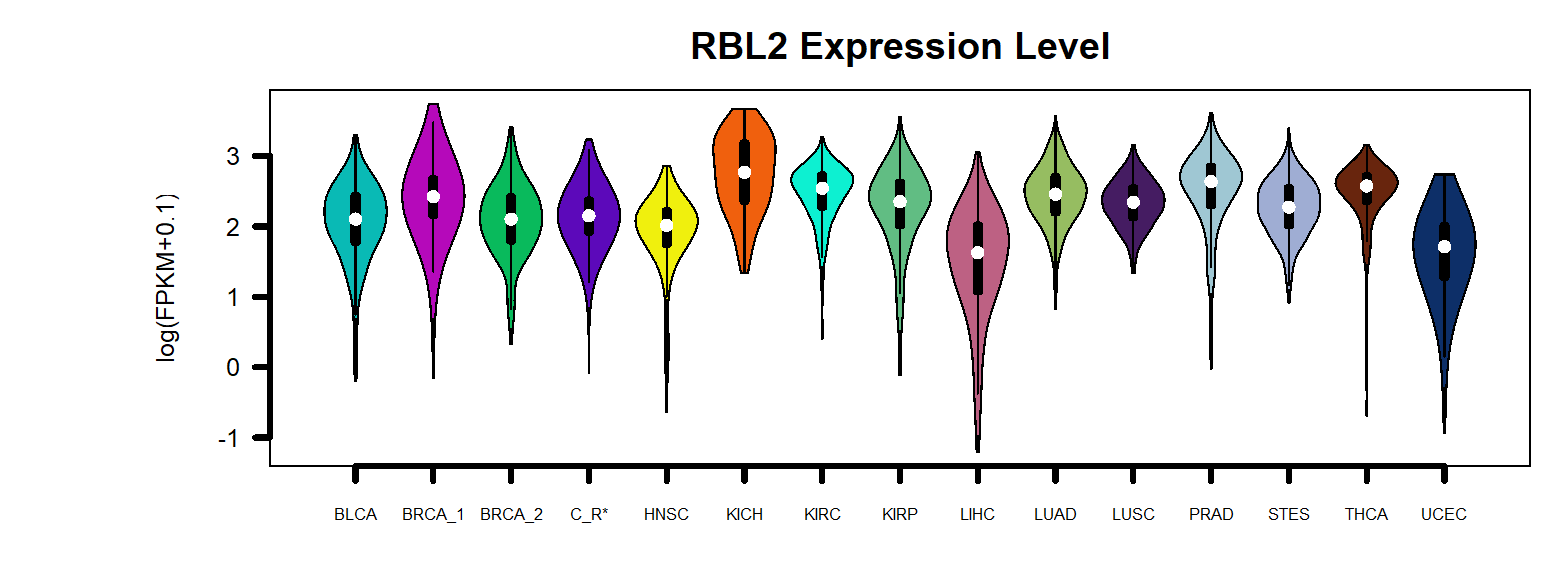 RBL2 Expression Level
log(FPKM+0.1)
3
2
1
0
-1
BLCA BRCA_1 BRCA_2 C_R* HNSC KICH KIRC KIRP LIHC LUAD LUSC PRAD STES THCA UCEC